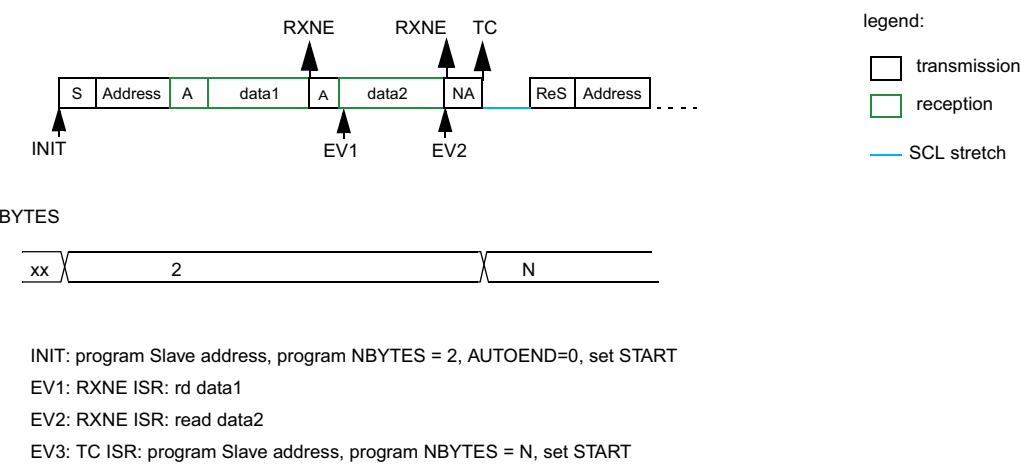 RXNE RXNE TC
legend:
S Address A data1 A data2 NA ReS Address
transmission
reception
INIT EV1 EV2
SCL stretch
BYTES
xx 2 N
INIT: program Slave address, program NBYTES = 2, AUTOEND=0, set START
EV1: RXNE ISR: rd data1
EV2: RXNE ISR: read data2
EV3: TC ISR: program Slave address, program NBYTES = N, set START